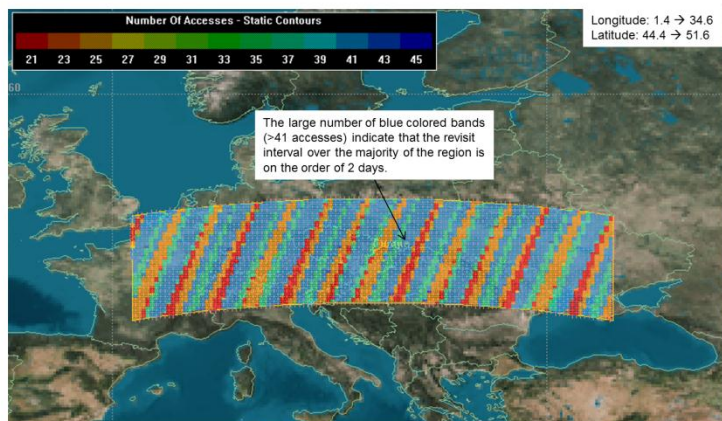 Number Of Accesses - Static Contours
21 23 25 27 29 31 33 35 37 39 41 43 45
Longitude: 1.4 → 34.6
Latitude: 44.4 → 51.6
60
The large number of blue colored bands
(>41 accesses) indicate that the revisit
interval over the majority of the region is
on the order of 2 days.